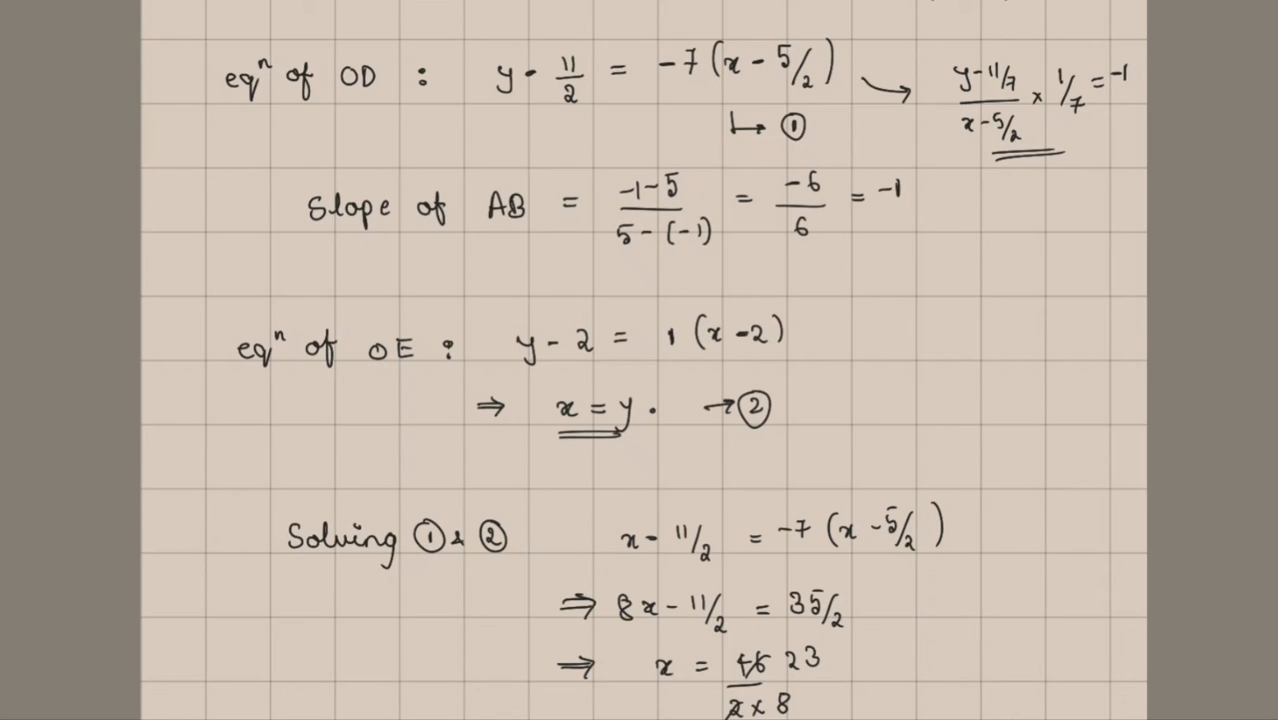 eqⁿ of OD : y - 11/2 = -7 (x - 5/2) → (y-11/7)/(x-5/2) × 1/7 = -1
↳ ①
Slope of AB = (-1-5)/(5-(-1)) = -6/6 = -1
eqⁿ of OE : y - 2 = 1 (x - 2)
⇒ x = y. → ②
Solving ① & ② x - 11/2 = -7 (x - 5/2)
⇒ 8x - 11/2 = 35/2
⇒ x = 46 23/2 × 8